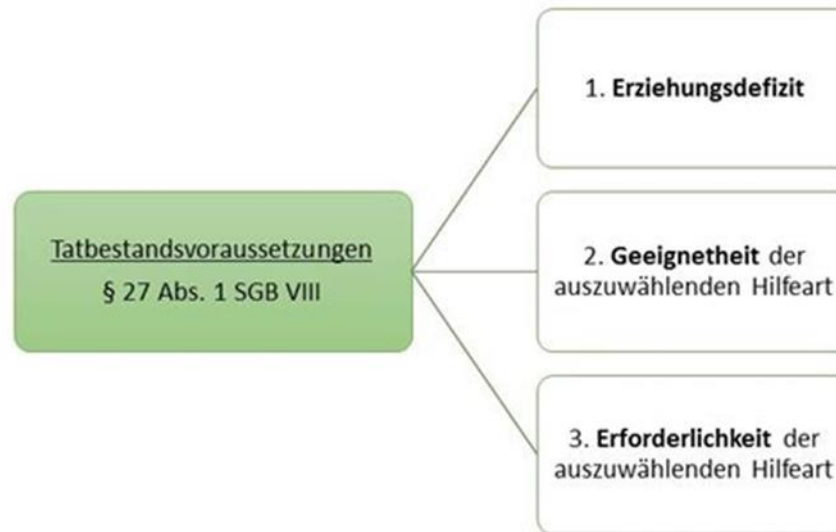 Tatbestandsvoraussetzungen
§ 27 Abs. 1 SGB VIII
1. Erziehungsdefizit
2. Geeignetheit der
auszuwählenden Hilfeart
3. Erforderlichkeit der
auszuwählenden Hilfeart